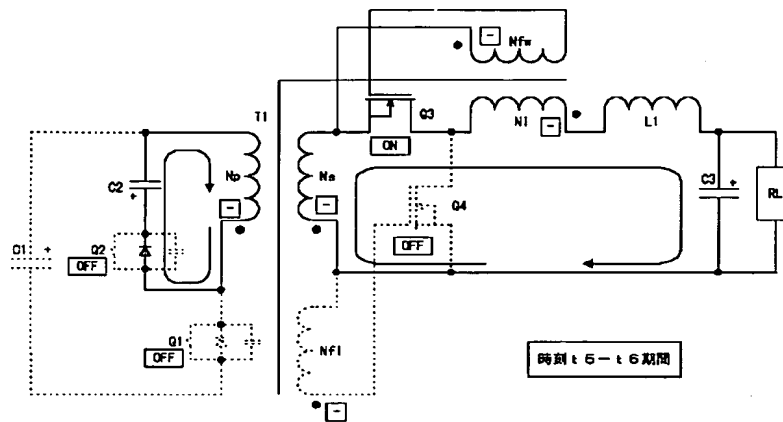 -
Nfw
T1
Q3
ON
Nl
-
L1
C2
+
Np
-
Ns
-
Q4
OFF
C3
+
RL
C1
+
Q2
OFF
Q1
OFF
Nfl
-
時刻t5-t6期間